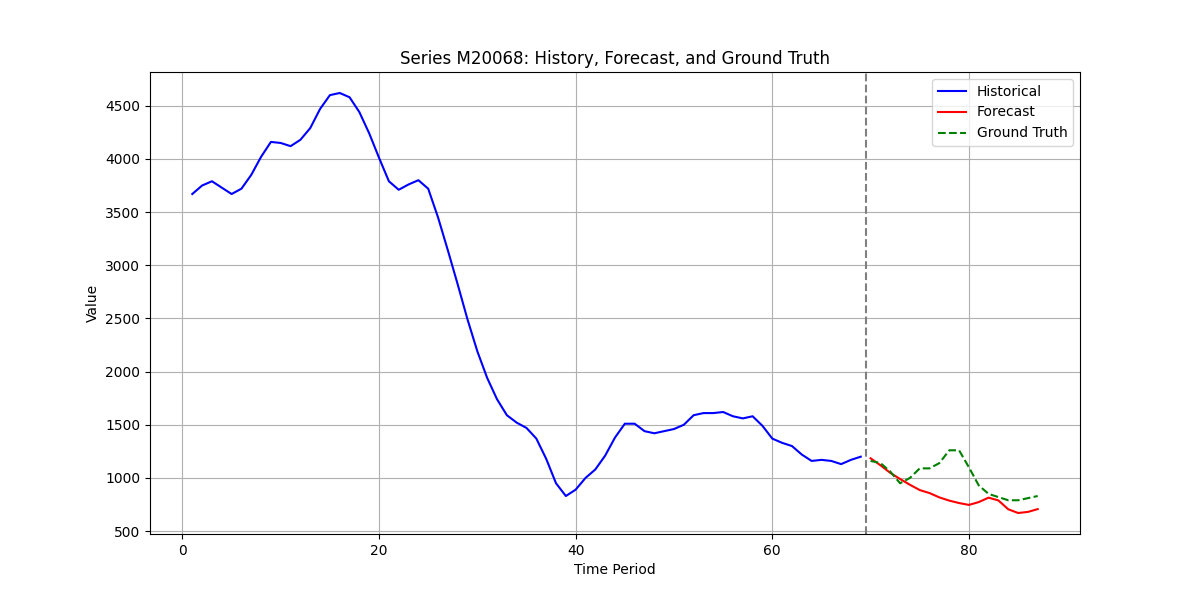 Series M20068: History, Forecast, and Ground Truth
Historical
Forecast
Ground Truth
Value
4500
4000
3500
3000
2500
2000
1500
1000
500
0
20
40
60
80
Time Period